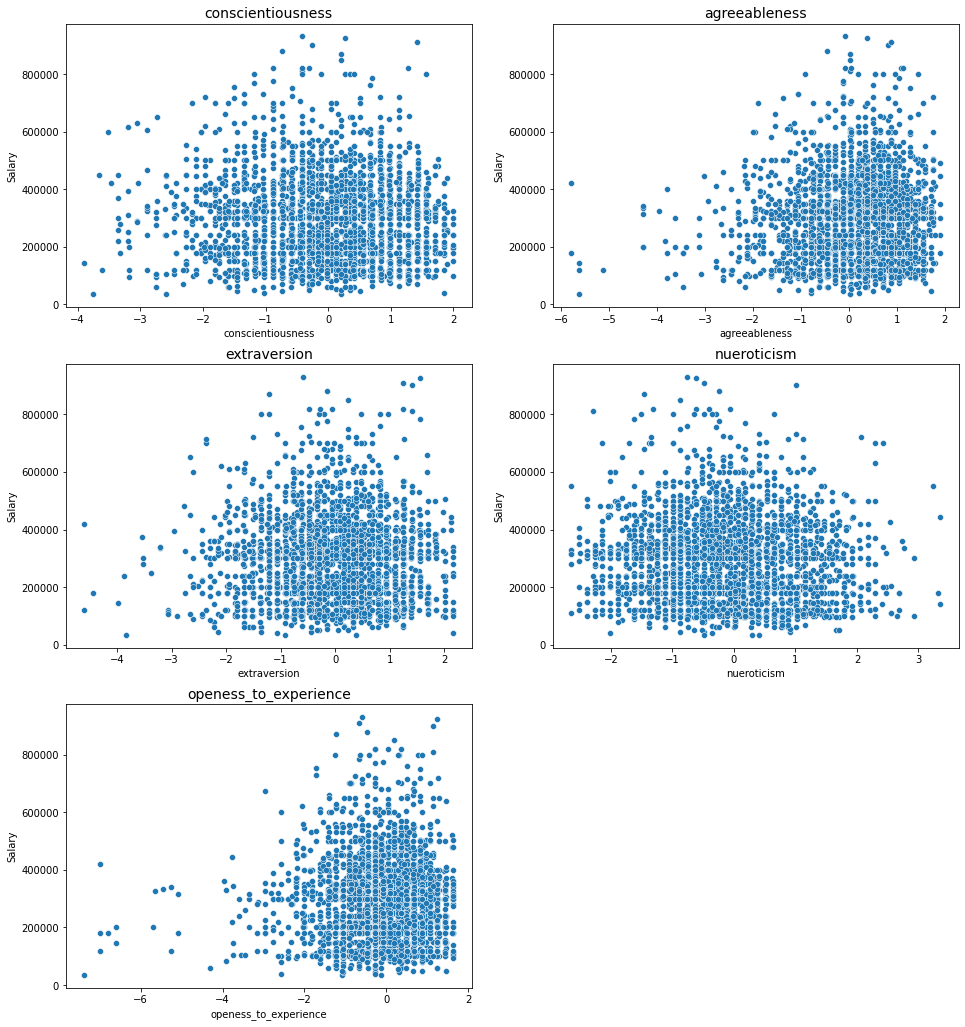 conscientiousness
Salary
800000
600000
400000
200000
0
−4 −3 −2 −1 0 1 2
conscientiousness
agreeableness
Salary
800000
600000
400000
200000
0
−6 −5 −4 −3 −2 −1 0 1 2
agreeableness
extraversion
Salary
800000
600000
400000
200000
0
−4 −3 −2 −1 0 1 2
extraversion
nueroticism
Salary
800000
600000
400000
200000
0
−2 −1 0 1 2 3
nueroticism
openess_to_experience
Salary
800000
600000
400000
200000
0
−6 −4 −2 0 2
openess_to_experience